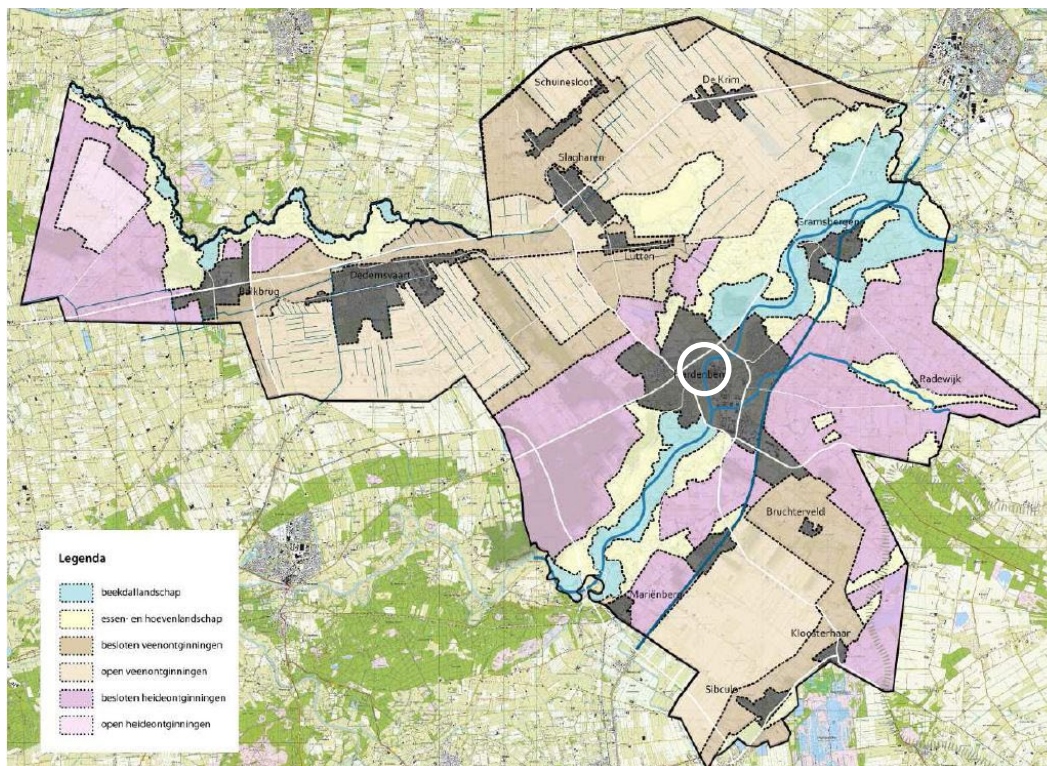 Schuinesloot
De Krim
Slagharen
Gramsbergen
Lutten
Dedemsvaart
Balkbrug
Radewijk
Bruchterveld
Mariënberg
Kloosterhaar
Sibculo
Legenda
beekdallandschap
essen- en hoevenlandschap
besloten veenontginningen
open veenontginningen
besloten heideontginningen
open heideontginningen